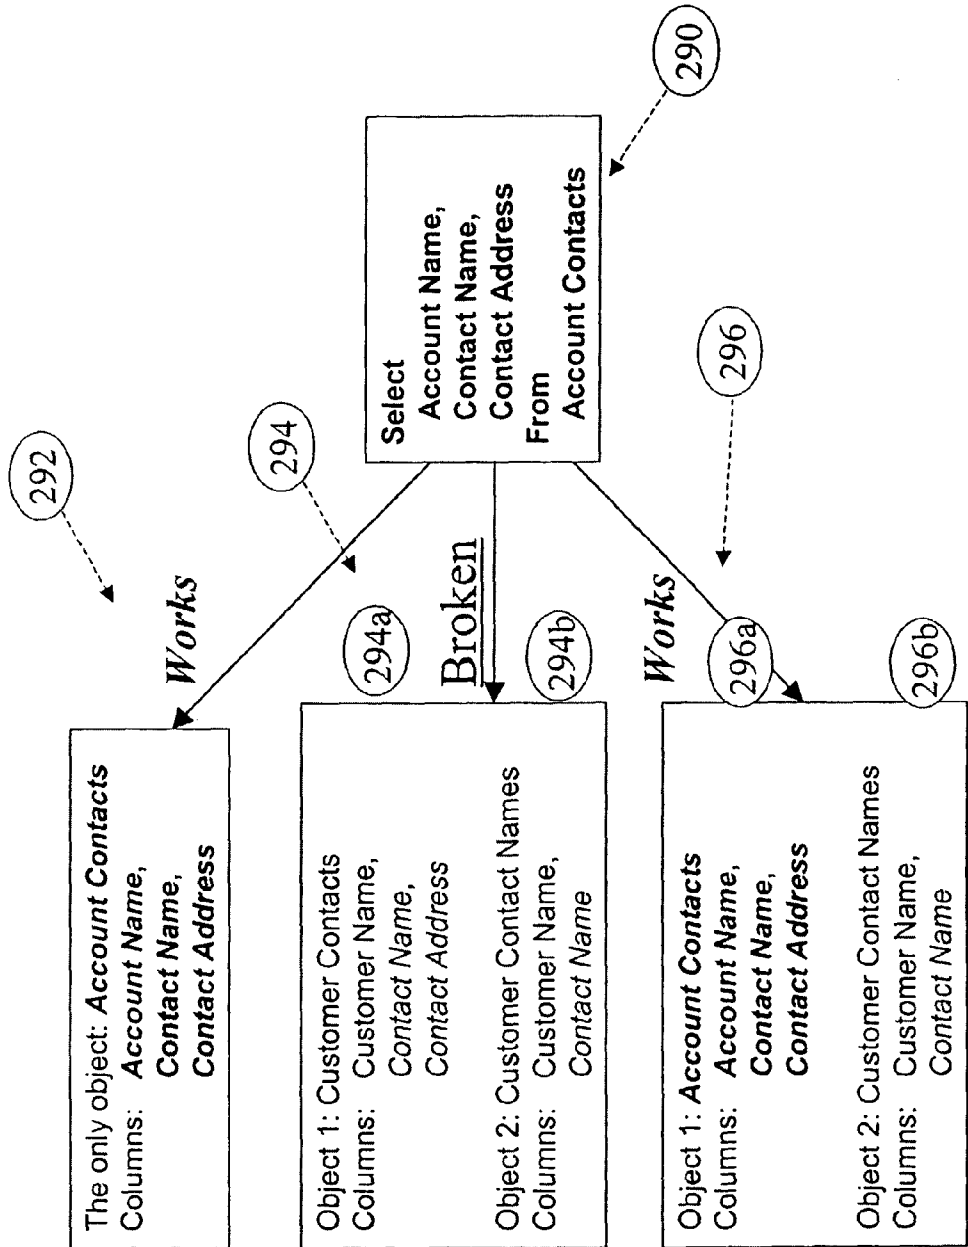 292
The only object: Account Contacts
Columns: Account Name,
Contact Name,
Contact Address
Works
294
294a
Object 1: Customer Contacts
Columns: Customer Name,
Contact Name,
Contact Address
Broken
294b
Object 2: Customer Contact Names
Columns: Customer Name,
Contact Name
Select
Account Name,
Contact Name,
Contact Address
From
Account Contacts
290
296
Works
296a
Object 1: Account Contacts
Columns: Account Name,
Contact Name,
Contact Address
296b
Object 2: Customer Contact Names
Columns: Customer Name,
Contact Name